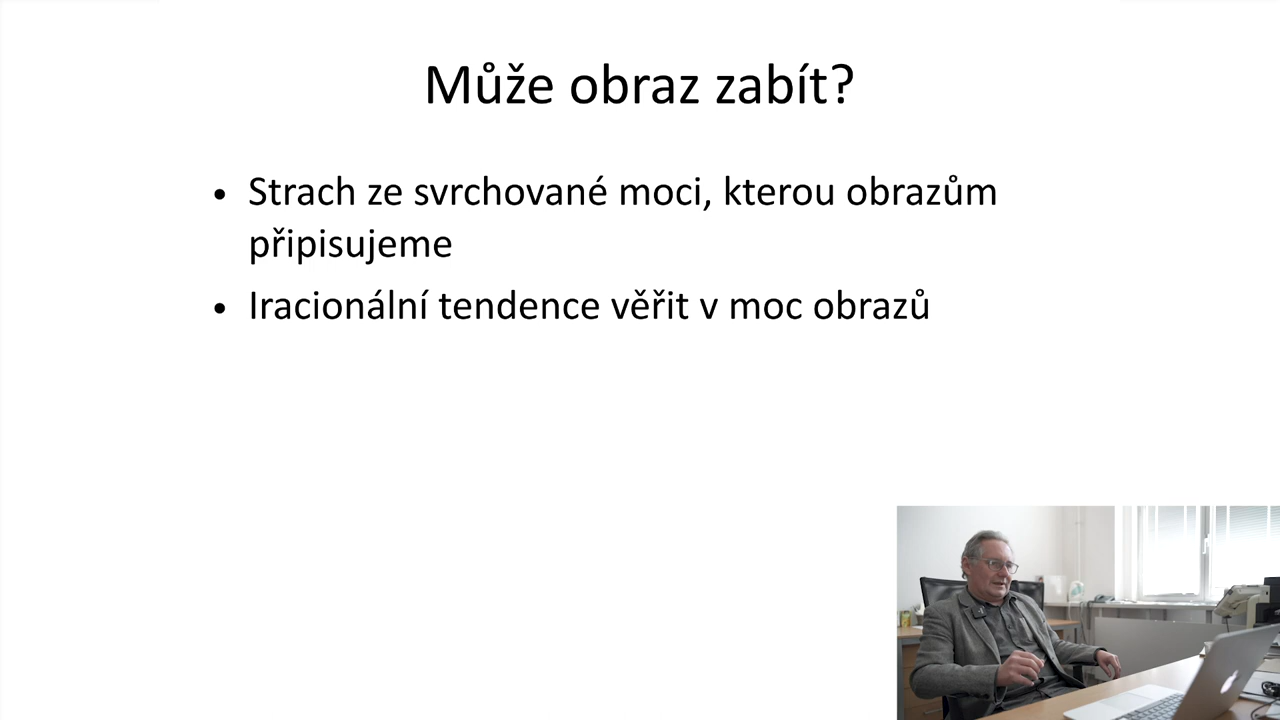 Může obraz zabít?
• Strach ze svrchované moci, kterou obrazům
připisujeme
• Iracionální tendence věřit v moc obrazů